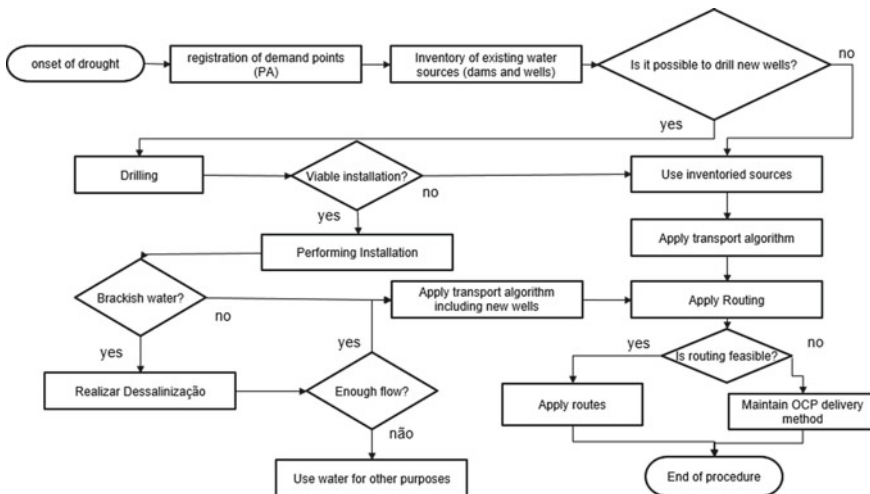 onset of drought
registration of demand points
(PA)
Inventory of existing water
sources (dams and wells)
Is it possible to drill new wells?
no
yes
Drilling
Viable installation?
no
Use inventoried sources
yes
Performing Installation
Apply transport algorithm
Brackish water?
no
Apply transport algorithm
including new wells
Apply Routing
yes
yes
yes
Is routing feasible?
no
Realizar Dessalinização
Enough flow?
Apply routes
Maintain OCP delivery
method
não
Use water for other purposes
End of procedure